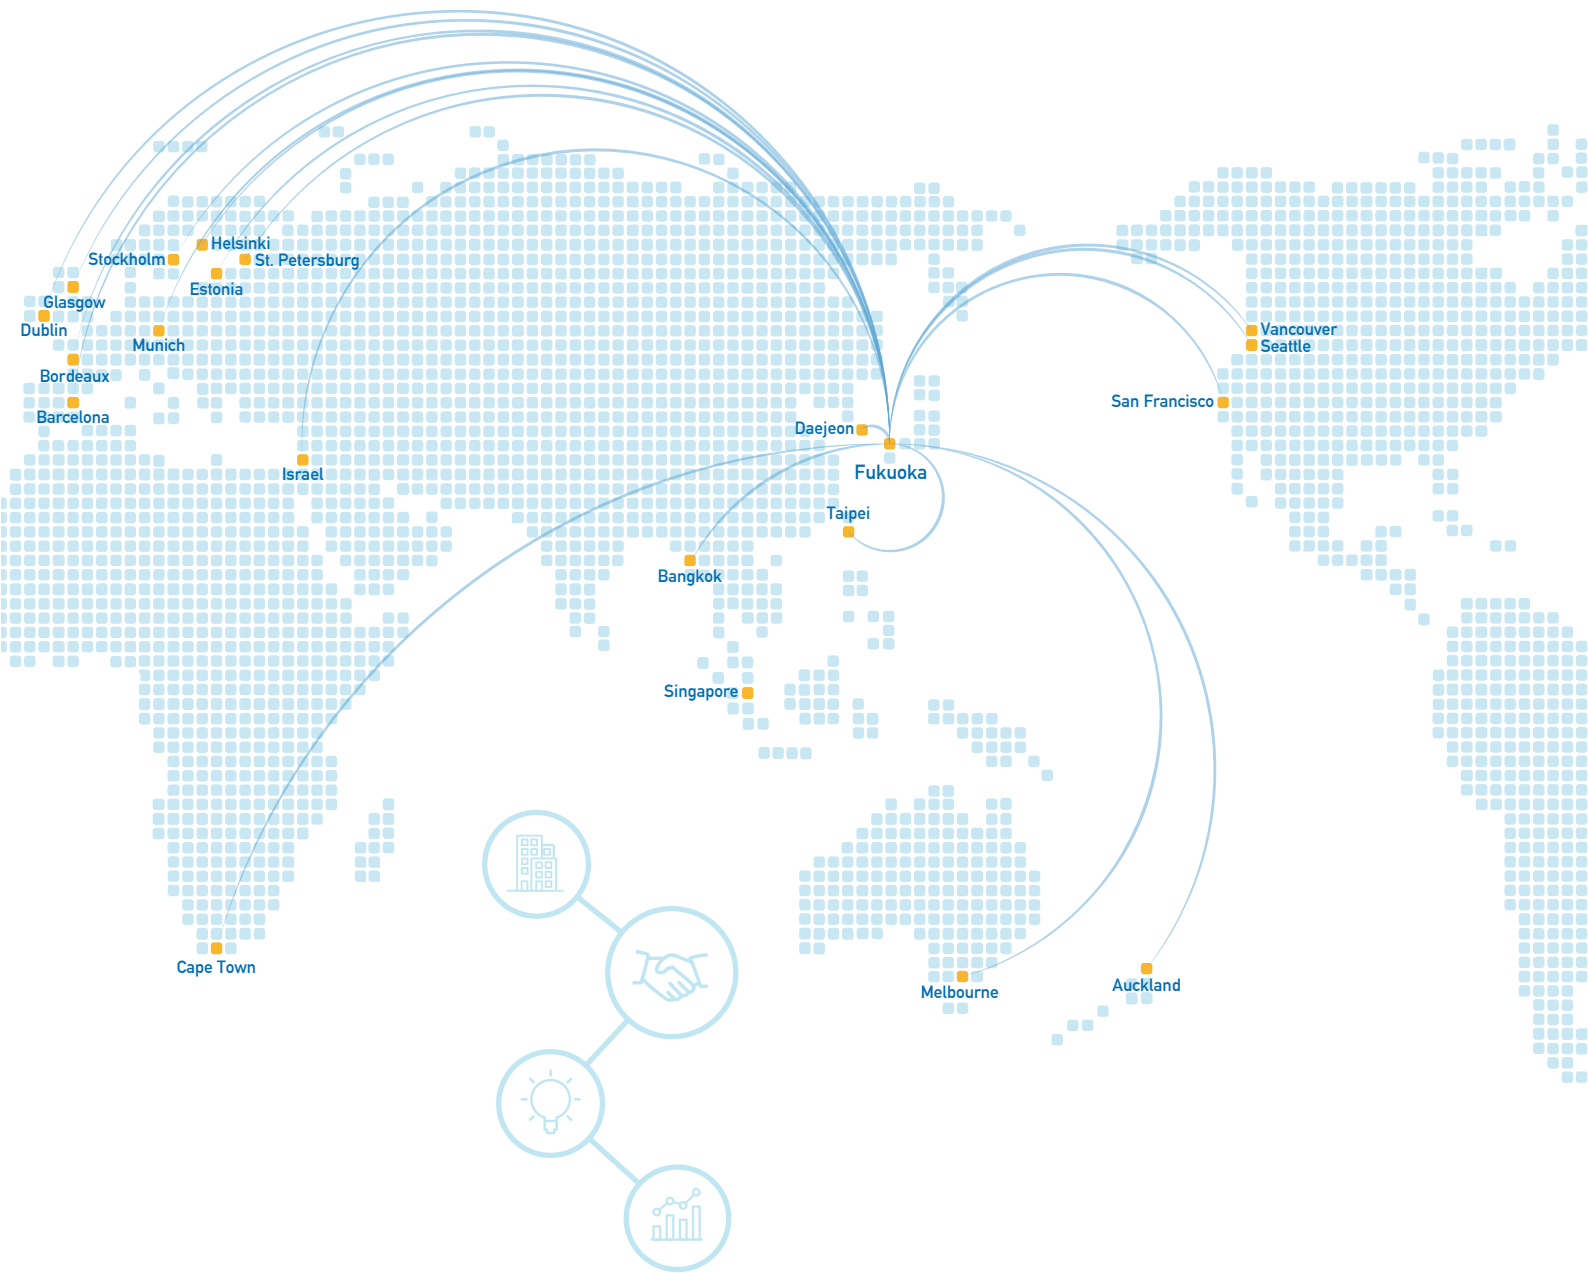 Helsinki
Stockholm
St. Petersburg
Estonia
Glasgow
Dublin
Munich
Bordeaux
Barcelona
Israel
Vancouver
Seattle
San Francisco
Daejeon
Fukuoka
Taipei
Bangkok
Singapore
Cape Town
Melbourne
Auckland